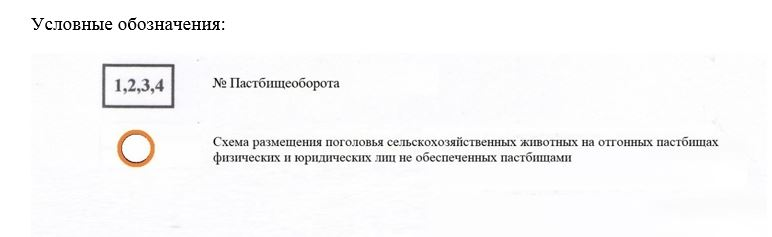 Условные обозначения:
1,2,3,4
№ Пастбищеоборота
Схема размещения поголовья сельскохозяйственных животных на отгонных пастбищах
физических и юридических лиц не обеспеченных пастбищами